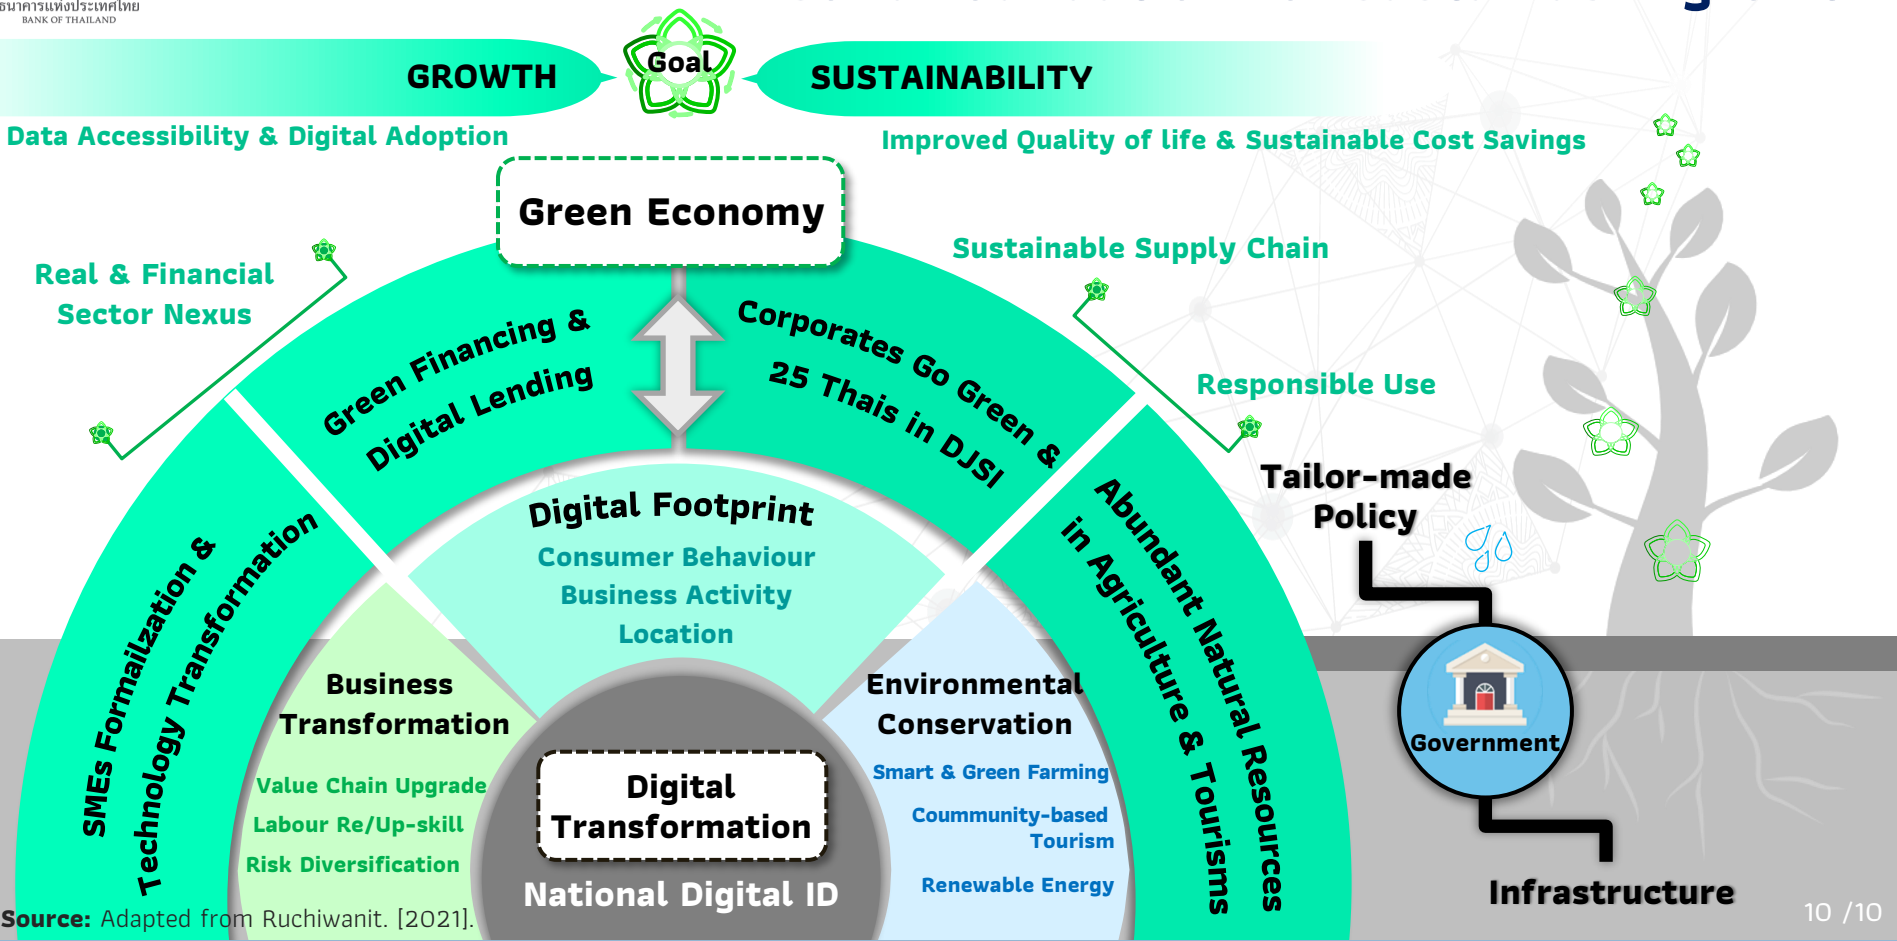 ธนาคารแห่งประเทศไทย
BANK OF THAILAND
GROWTH
Goal
SUSTAINABILITY
Data Accessibility & Digital Adoption
Improved Quality of life & Sustainable Cost Savings
Green Economy
Real & Financial
Sector Nexus
Sustainable Supply Chain
Responsible Use
Green Financing &
Digital Lending
Corporates Go Green &
25 Thais in DJSI
SMEs Formailzation &
Technology Transformation
Abundant Natural Resources
in Agriculture & Tourisms
Digital Footprint
Consumer Behaviour
Business Activity
Location
Business
Transformation
Value Chain Upgrade
Labour Re/Up-skill
Risk Diversification
Environmental
Conservation
Smart & Green Farming
Coummunity-based
Tourism
Renewable Energy
Digital
Transformation
National Digital ID
Tailor-made
Policy
Government
Infrastructure
Source: Adapted from Ruchiwanit. [2021].
10 /10